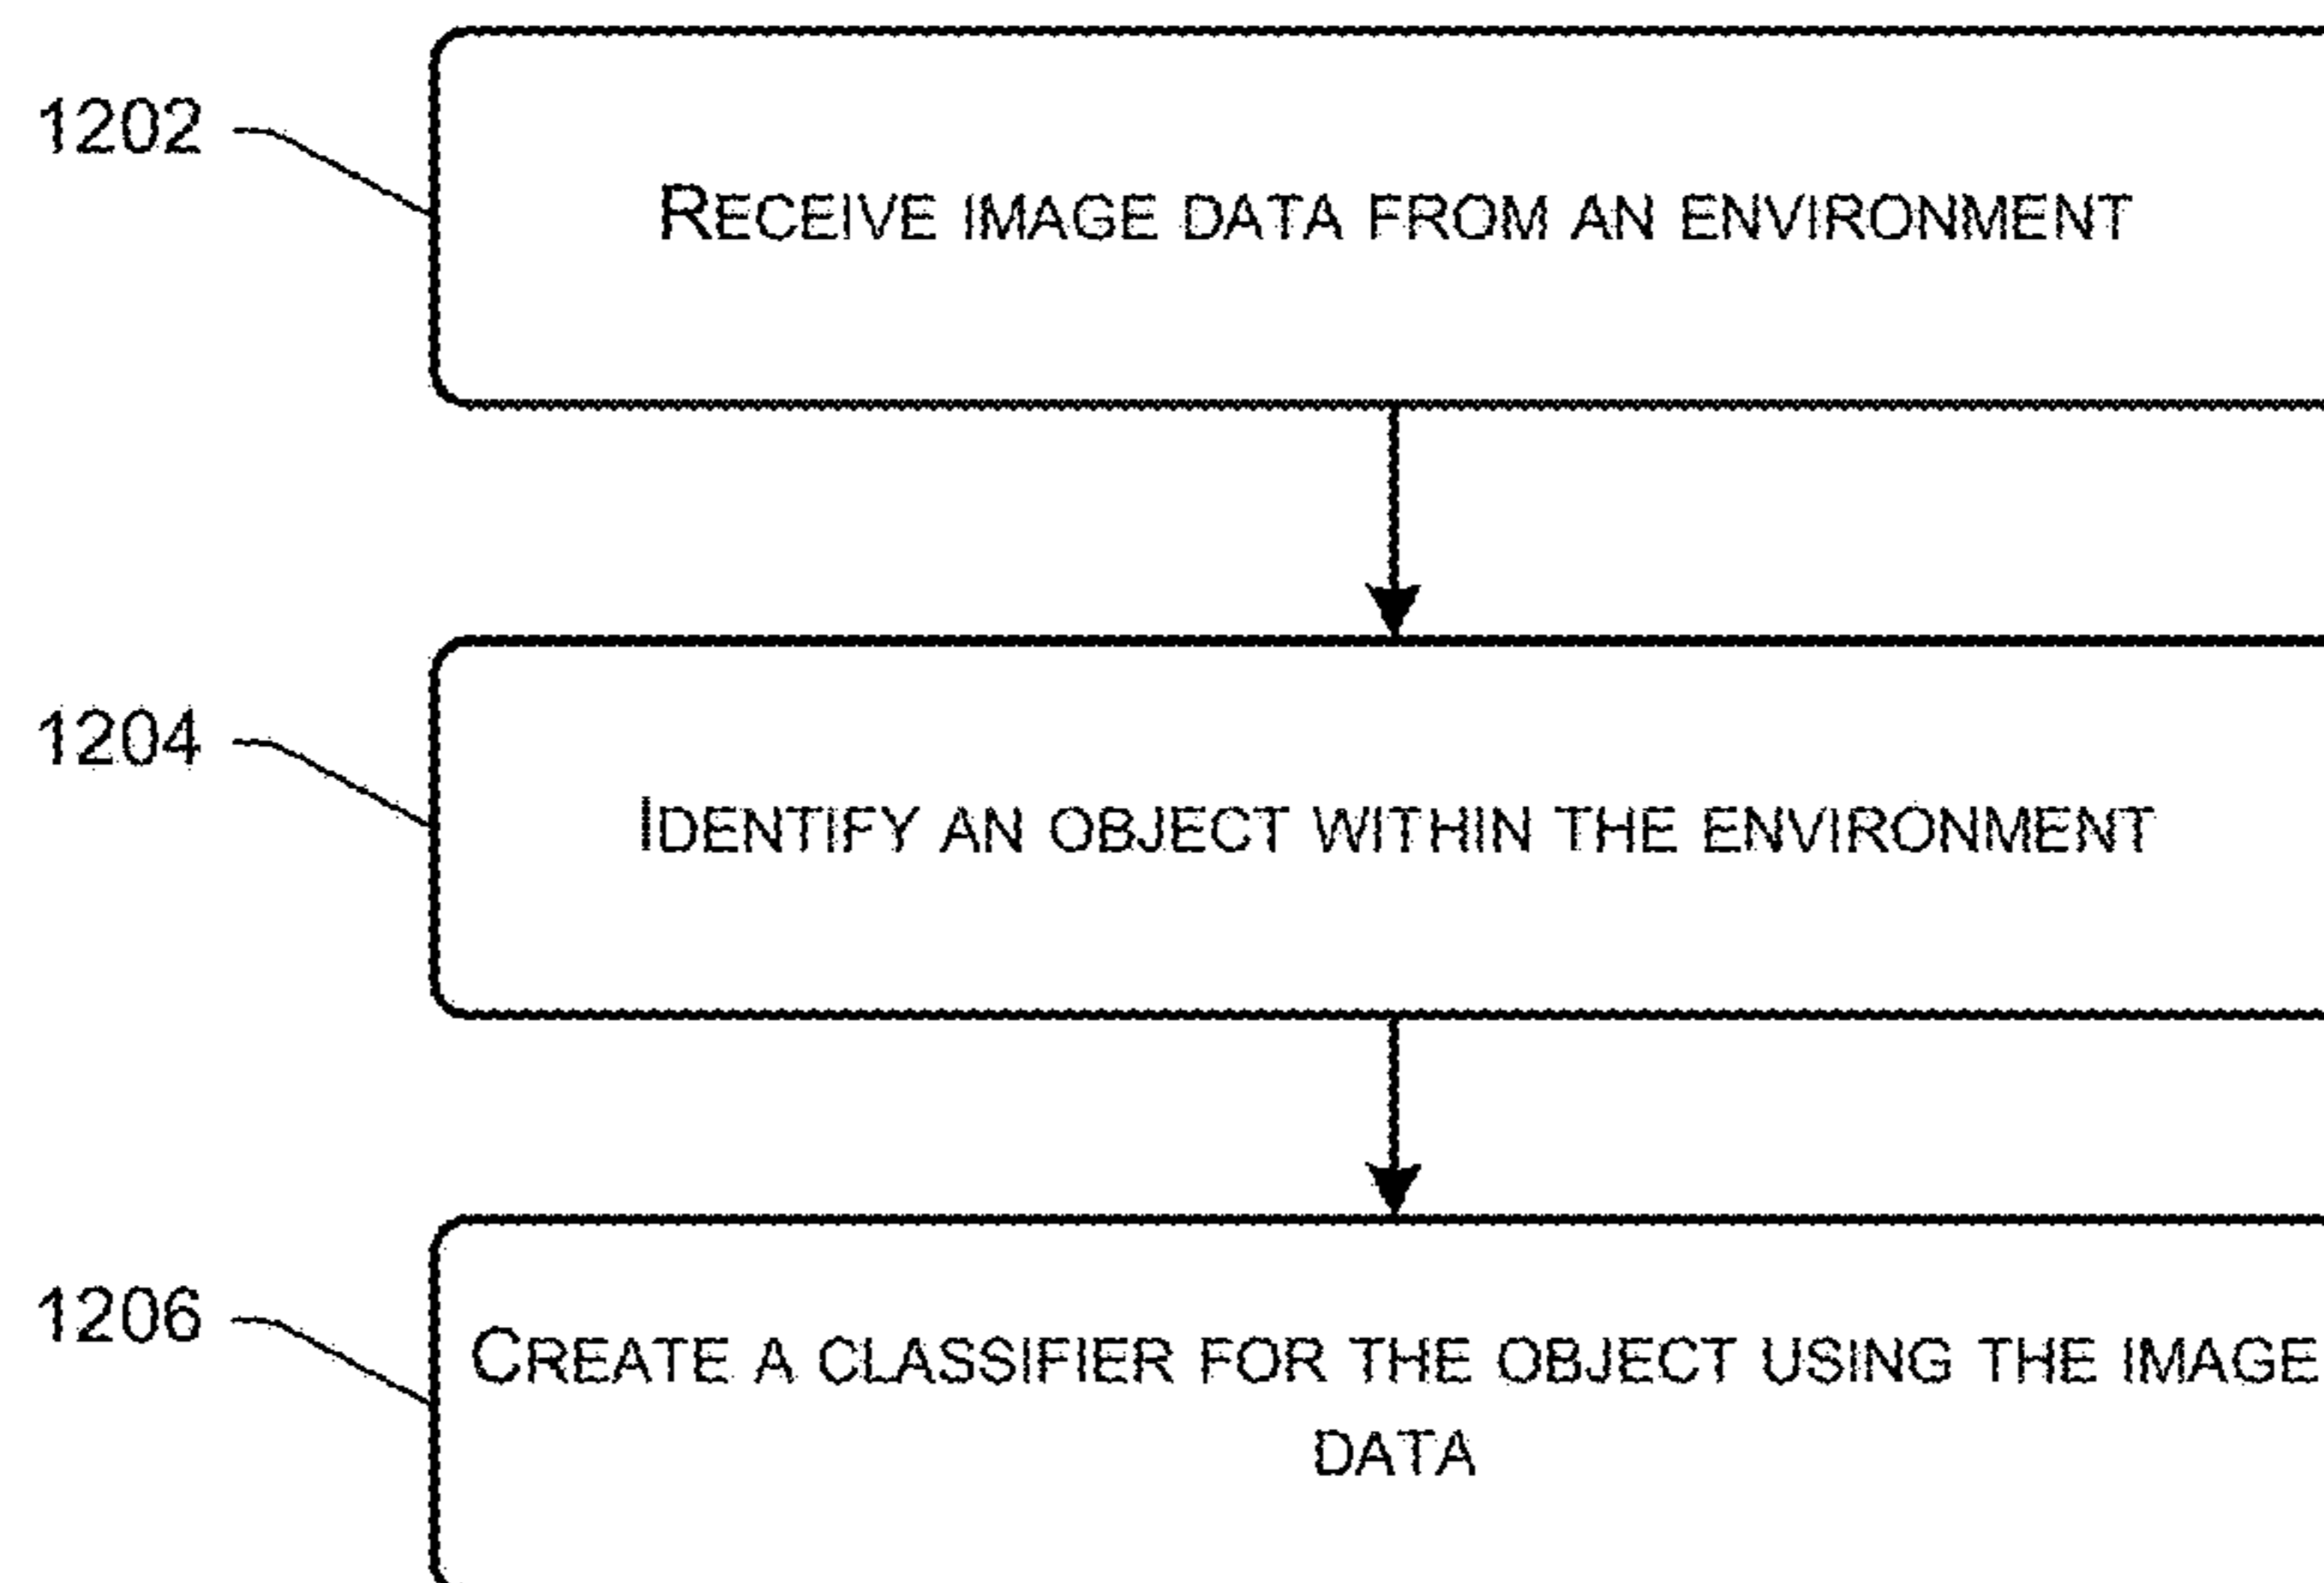 1202
RECEIVE IMAGE DATA FROM AN ENVIRONMENT
1204
IDENTIFY AN OBJECT WITHIN THE ENVIRONMENT
1206
CREATE A CLASSIFIER FOR THE OBJECT USING THE IMAGE
DATA